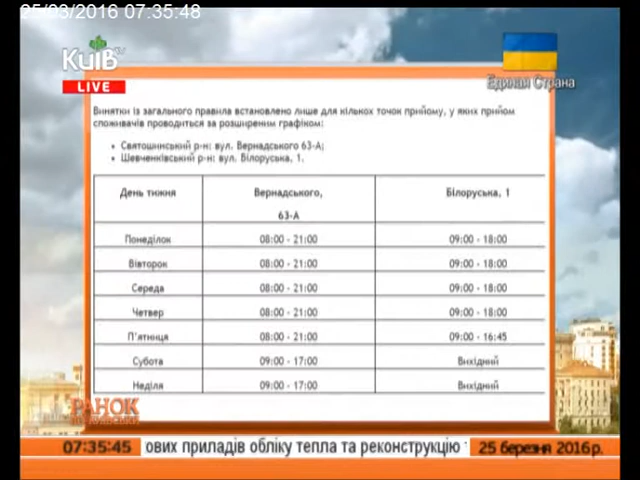 25/03/2016 07:35:48
Київ TV
LIVE
Единая Страна
Винятки із загального правила встановлено лише для кількох точок прийому, у яких прийом
споживачів проводиться за розширеним графіком:
• Святошинський р-н: вул. Вернадського 63-А;
• Шевченківський р-н: вул. Білоруська, 1.
День тижня Вернадського, Білоруська, 1
63-А
Понеділок 08:00 - 21:00 09:00 - 18:00
Вівторок 08:00 - 21:00 09:00 - 18:00
Середа 08:00 - 21:00 09:00 - 18:00
Четвер 08:00 - 21:00 09:00 - 18:00
П'ятниця 08:00 - 21:00 09:00 - 16:45
Субота 09:00 - 17:00 Вихідний
Неділя 09:00 - 17:00 Вихідний
РАНОК
07:35:45 ових приладів обліку тепла та реконструкцію 25 березня 2016р.